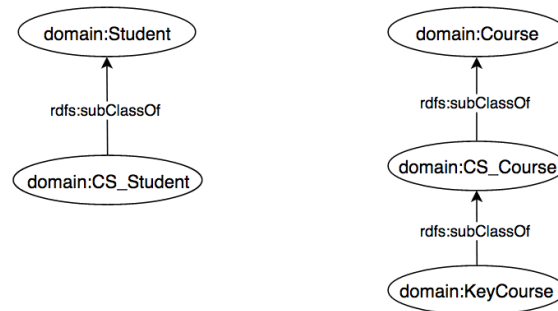 domain:Student
domain:Course
rdfs:subClassOf
rdfs:subClassOf
domain:CS_Student
domain:CS_Course
rdfs:subClassOf
domain:KeyCourse